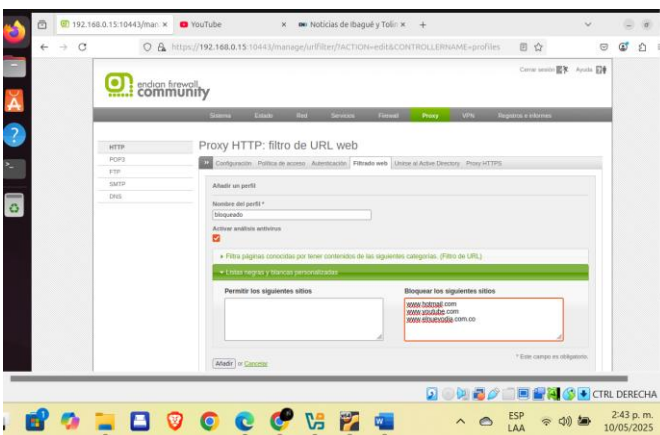 192.168.0.15:10443/man × YouTube × Noticias de Ibagué y Tolim × +
https://192.168.0.15:10443/manage/urlfilter/?ACTION=edit&CONTROLLERNAME=profiles
Cerrar sesión Ayuda
endian firewall
community
Sistema Estado Red Servicios Firewall Proxy VPN Registros e Informes
HTTP
POP3
FTP
SMTP
DNS
Proxy HTTP: filtro de URL web
Configuración Política de acceso Autenticación Filtrado web Unirse al Active Directory Proxy HTTPS
Añadir un perfil
Nombre del perfil *
bloqueado
Activar análisis antivirus
Filtra páginas conocidas por tener contenidos de las siguientes categorías. (Filtro de URL)
Listas negras y blancas personalizadas
Permitir los siguientes sitios Bloquear los siguientes sitios
www.hotmail.com
www.youtube.com
www.elnuevodia.com.co
Añadir or Cancelar * Este campo es obligatorio.
CTRL DERECHA
ESP
LAA
2:43 p. m.
10/05/2025